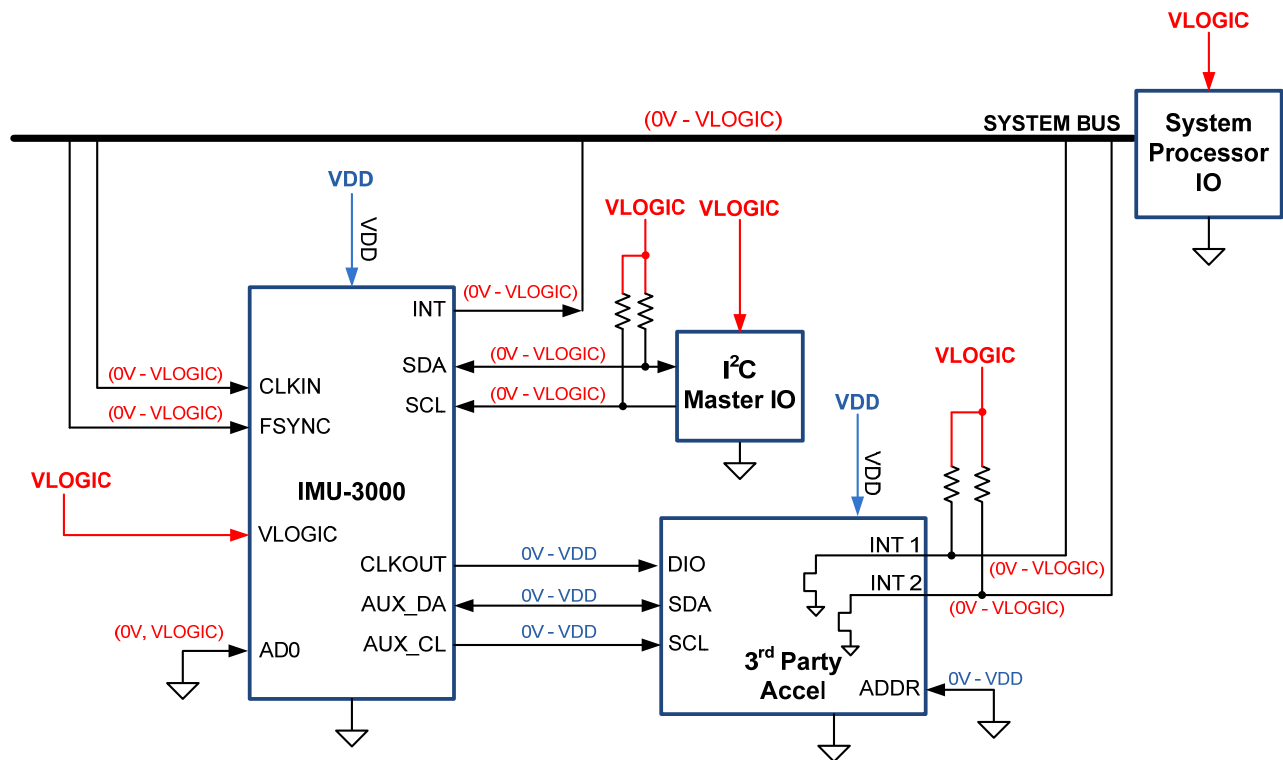 VLOGIC
(0V - VLOGIC)
SYSTEM BUS
System
Processor
IO
VDD
VDD
VLOGIC
VLOGIC
INT
(0V - VLOGIC)
SDA
(0V - VLOGIC)
SCL
(0V - VLOGIC)
I²C
Master IO
(0V - VLOGIC)
CLKIN
(0V - VLOGIC)
FSYNC
VLOGIC
VDD
VDD
VLOGIC
IMU-3000
VLOGIC
CLKOUT
0V - VDD
DIO
INT 1
(0V - VLOGIC)
AUX_DA
0V - VDD
SDA
INT 2
(0V - VLOGIC)
(0V, VLOGIC)
AD0
AUX_CL
0V - VDD
SCL
3rd Party
Accel
ADDR
0V - VDD